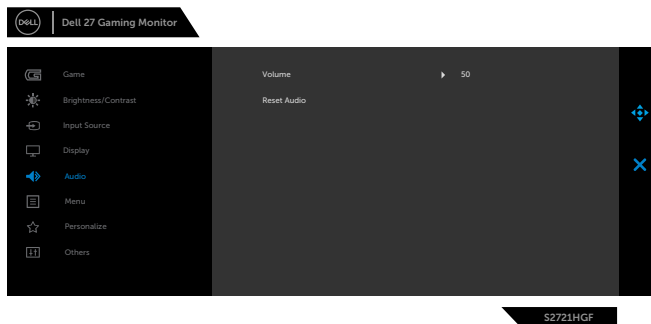 DELL Dell 27 Gaming Monitor
Game
Volume 50
Brightness/Contrast
Reset Audio
Input Source
Display
Audio
Menu
Personalize
Others
S2721HGF